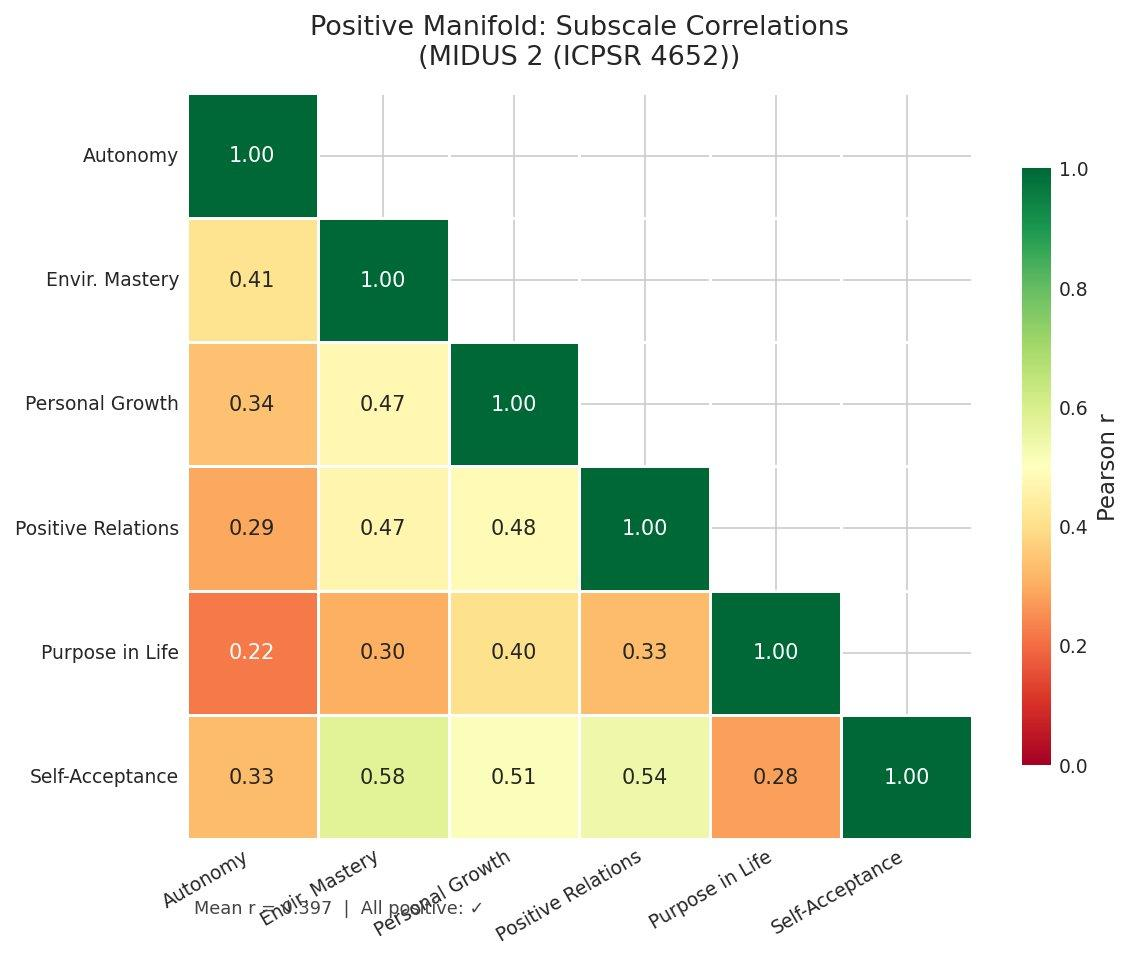 Positive Manifold: Subscale Correlations
(MIDUS 2 (ICPSR 4652))
Autonomy 1.00
Envir. Mastery 0.41 1.00
Personal Growth 0.34 0.47 1.00
Positive Relations 0.29 0.47 0.48 1.00
Purpose in Life 0.22 0.30 0.40 0.33 1.00
Self-Acceptance 0.33 0.58 0.51 0.54 0.28 1.00
Autonomy
Envir. Mastery
Personal Growth
Positive Relations
Purpose in Life
Self-Acceptance
Mean r = 0.397 | All positive: ✓
1.0
0.8
0.6
0.4
0.2
0.0
Pearson r